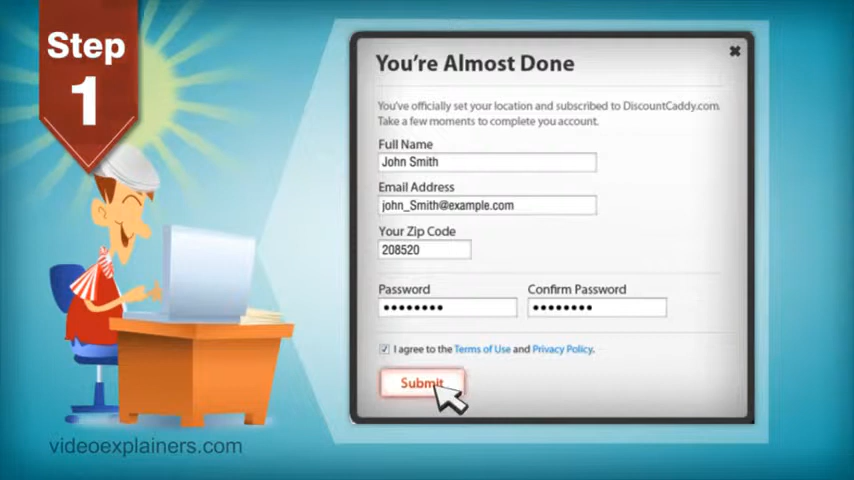 Step
1
You're Almost Done
You've officially set your location and subscribed to DiscountCaddy.com.
Take a few moments to complete you account.
Full Name
John Smith
Email Address
john_Smith@example.com
Your Zip Code
208520
Password Confirm Password
•••••••• ••••••••
I agree to the Terms of Use and Privacy Policy.
Submit
videoexplainers.com